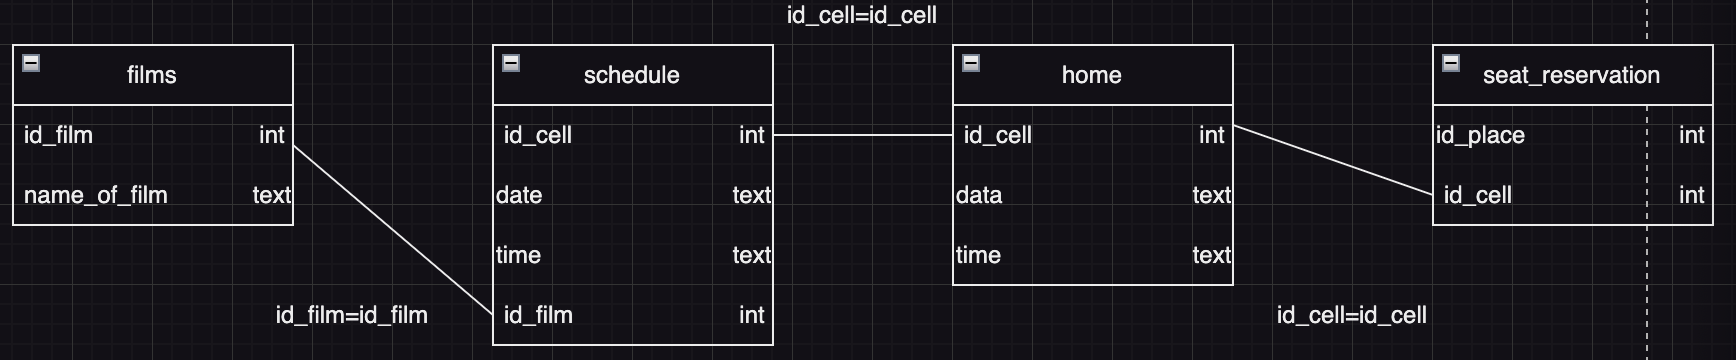 id_cell=id_cell
films
id_film int
name_of_film text
schedule
id_cell int
date text
time text
id_film int
home
id_cell int
data text
time text
seat_reservation
id_place int
id_cell int
id_film=id_film
id_cell=id_cell